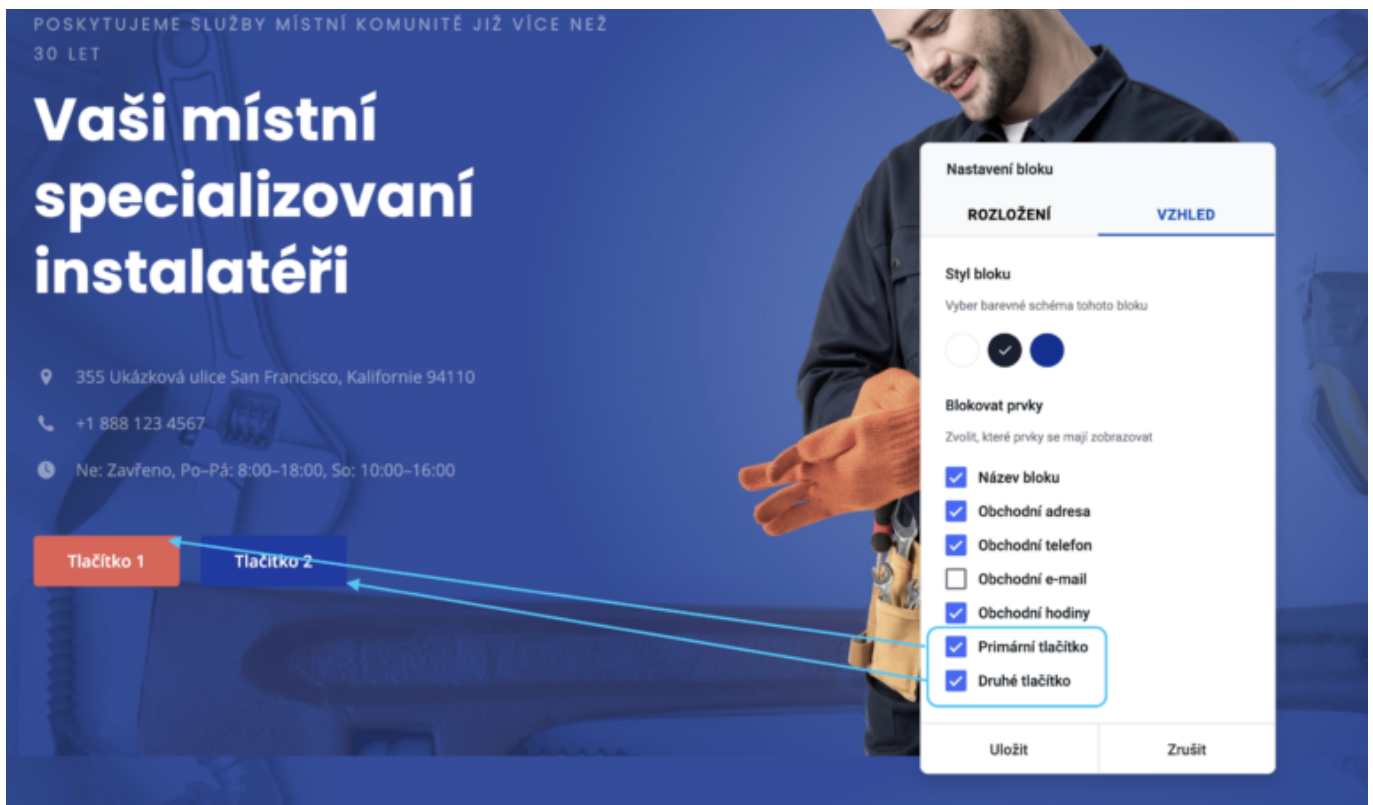 POSKYTUJEME SLUŽBY MÍSTNÍ KOMUNITĚ JIŽ VÍCE NEŽ
30 LET
Vaši místní
specializovaní
instalatéři
355 Ukázková ulice San Francisco, Kalifornie 94110
+1 888 123 4567
Ne: Zavřeno, Po–Pá: 8:00–18:00, So: 10:00–16:00
Tlačítko 1
Tlačítko 2
Nastavení bloku
ROZLOŽENÍ
VZHLED
Styl bloku
Vyber barevné schéma tohoto bloku
Blokovat prvky
Zvolit, které prvky se mají zobrazovat
Název bloku
Obchodní adresa
Obchodní telefon
Obchodní e-mail
Obchodní hodiny
Primární tlačítko
Druhé tlačítko
Uložit
Zrušit